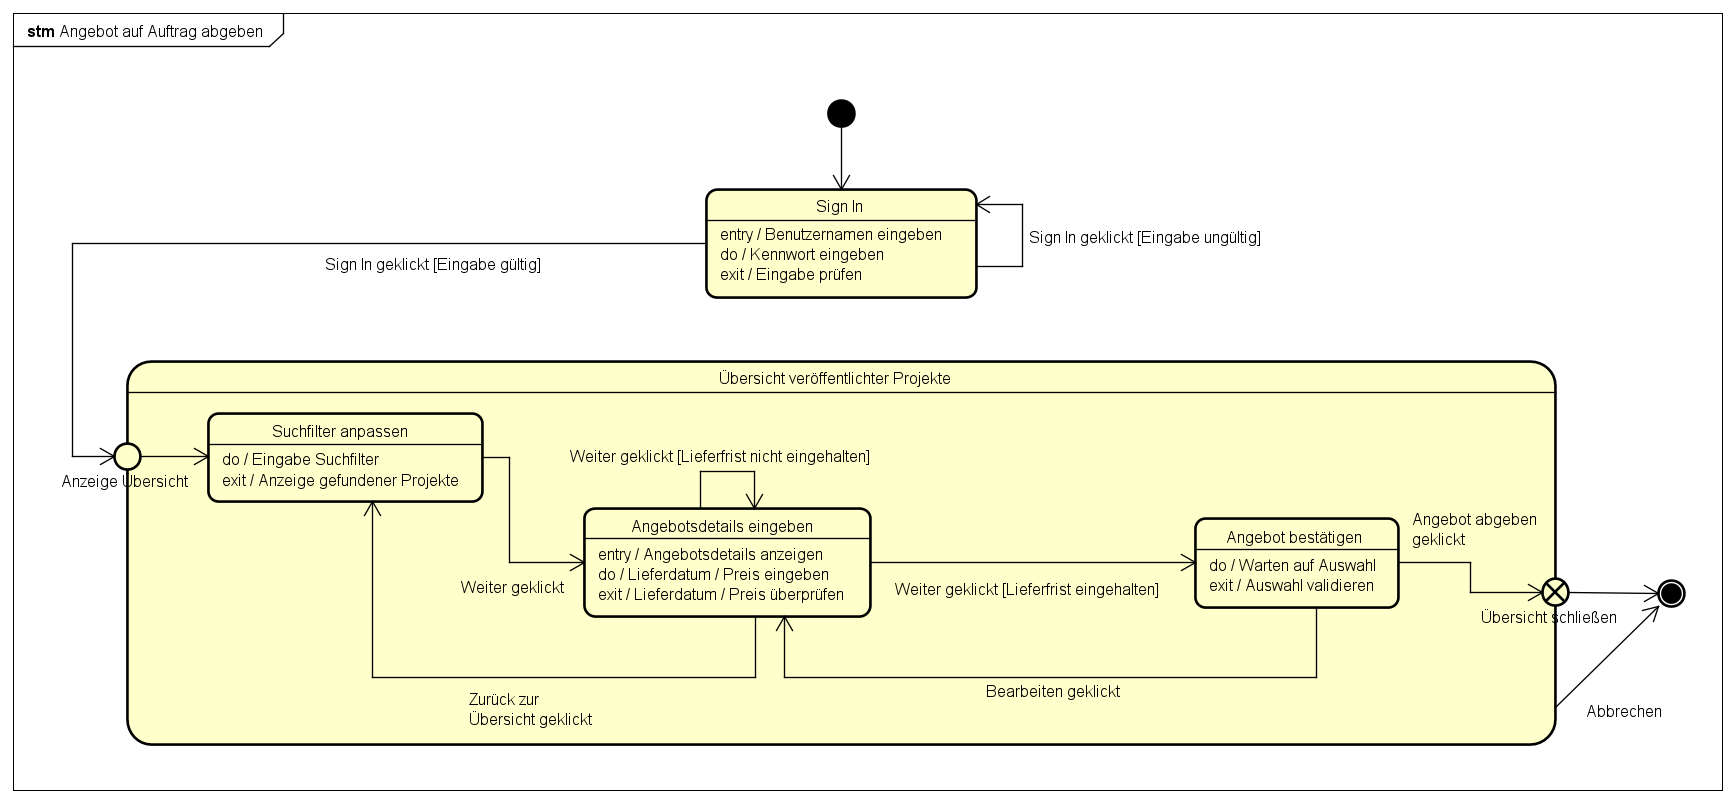 stm Angebot auf Auftrag abgeben
Sign In
entry / Benutzernamen eingeben
do / Kennwort eingeben
exit / Eingabe prüfen
Sign In geklickt [Eingabe ungültig]
Sign In geklickt [Eingabe gültig]
Übersicht veröffentlichter Projekte
Anzeige Übersicht
Suchfilter anpassen
do / Eingabe Suchfilter
exit / Anzeige gefundener Projekte
Weiter geklickt
Weiter geklickt [Lieferfrist nicht eingehalten]
Angebotsdetails eingeben
entry / Angebotsdetails anzeigen
do / Lieferdatum / Preis eingeben
exit / Lieferdatum / Preis überprüfen
Weiter geklickt [Lieferfrist eingehalten]
Angebot bestätigen
do / Warten auf Auswahl
exit / Auswahl validieren
Angebot abgeben
geklickt
Übersicht schließen
Zurück zur
Übersicht geklickt
Bearbeiten geklickt
Abbrechen